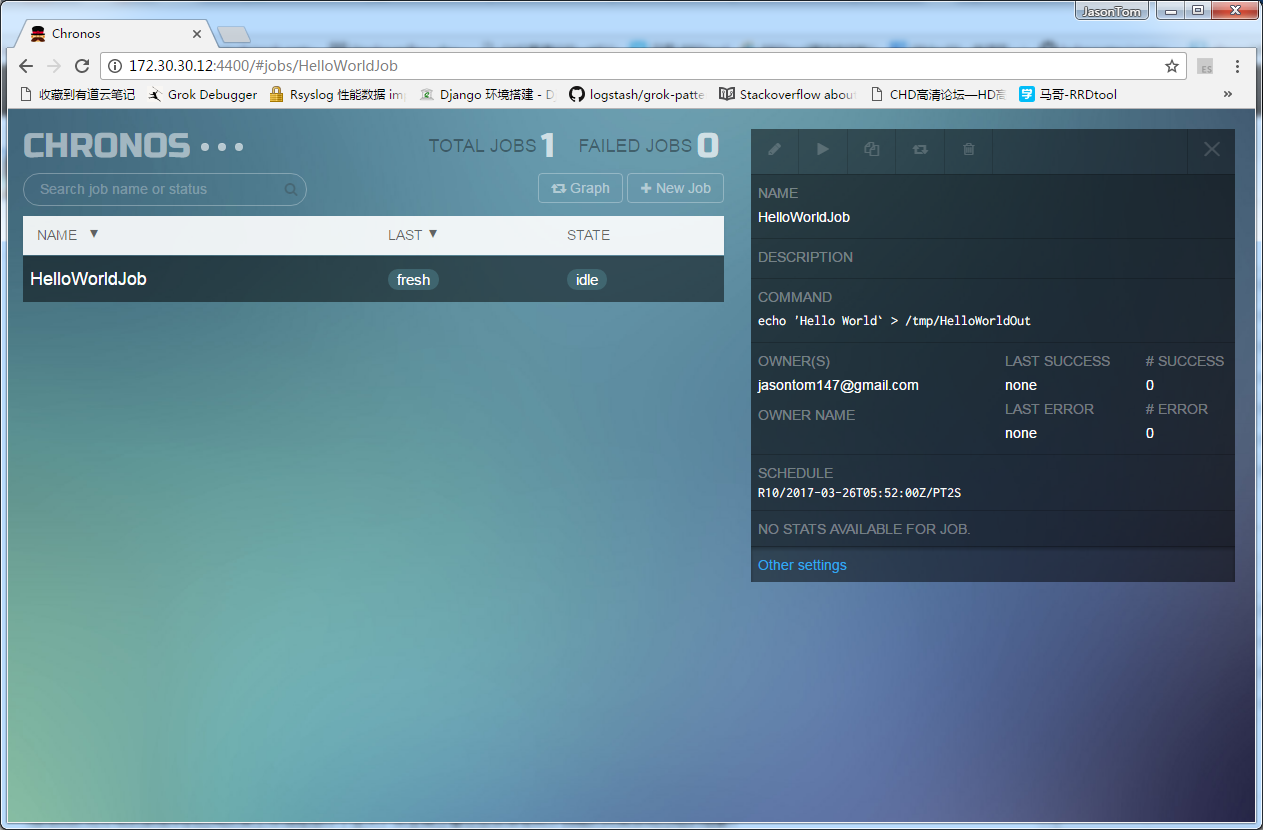 JasonTom
Chronos
172.30.30.12:4400/#jobs/HelloWorldJob
ES
收藏到有道云笔记 Grok Debugger Rsyslog 性能数据 im Django 环境搭建 - D logstash/grok-patte Stackoverflow about CHD高清论坛—HD高 马哥-RRDtool »
CHRONOS
TOTAL JOBS 1 FAILED JOBS 0
Search job name or status
Graph
New Job
NAME ▼ LAST ▼ STATE
HelloWorldJob fresh idle
NAME
HelloWorldJob
DESCRIPTION
COMMAND
echo 'Hello World` > /tmp/HelloWorldOut
OWNER(S) LAST SUCCESS # SUCCESS
jasontom147@gmail.com none 0
OWNER NAME LAST ERROR # ERROR
none 0
SCHEDULE
R10/2017-03-26T05:52:00Z/PT2S
NO STATS AVAILABLE FOR JOB.
Other settings